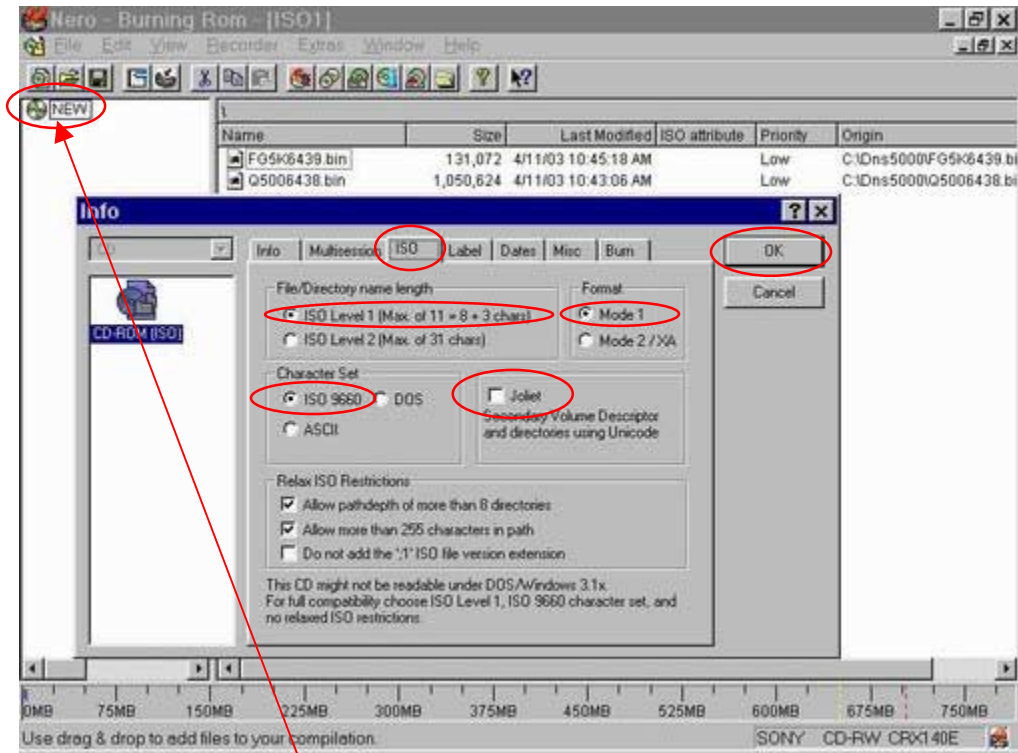 Nero - Burning Rom - [ISO1]
File Edit View Recorder Extras Window Help
NEW
\
Name Size Last Modified ISO attribute Priority Origin
FG5K6439.bin 131,072 4/11/03 10:45:18 AM Low C:\Dns5000\FG5K6439.bi
Q5006438.bin 1,050,624 4/11/03 10:43:06 AM Low C:\Dns5000\Q5006438.bi
Info
CD
Info Multisession ISO Label Dates Misc Burn
OK
Cancel
CD-ROM (ISO)
File/Directory name length
ISO Level 1 (Max. of 11 = 8 + 3 chars)
ISO Level 2 (Max. of 31 chars)
Format
Mode 1
Mode 2 / XA
Character Set
ISO 9660
DOS
ASCII
Joliet
Secondary Volume Descriptor
and directories using Unicode
Relax ISO Restrictions
Allow pathdepth of more than 8 directories
Allow more than 255 characters in path
Do not add the ';1' ISO file version extension
This CD might not be readable under DOS/Windows 3.1x.
For full compatibility choose ISO Level 1, ISO 9660 character set, and
no relaxed ISO restrictions.
0MB 75MB 150MB 225MB 300MB 375MB 450MB 525MB 600MB 675MB 750MB
Use drag & drop to add files to your compilation.
SONY CD-RW CRX140E